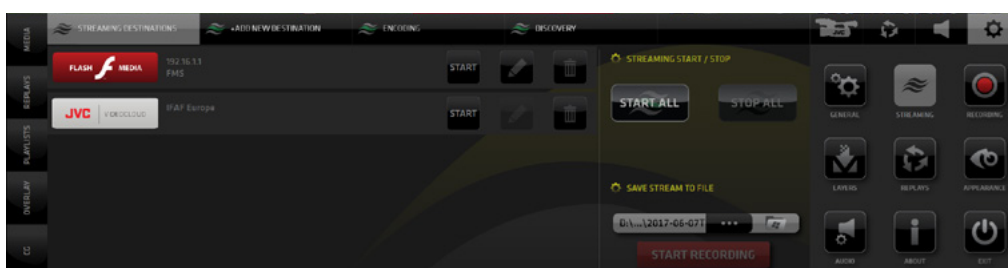 MEDIA
REPLAYS
PLAYLISTS
OVERLAY
CG
STREAMING DESTINATIONS
+ADD NEW DESTINATION
ENCODING
DISCOVERY
FLASH MEDIA
192.16.1.1
FMS
START
JVC VIDEOCLOUD
IFAF Europe
START
STREAMING START / STOP
START ALL
STOP ALL
SAVE STREAM TO FILE
D:\...\2017-06-07T
START RECORDING
JVC
GENERAL
STREAMING
RECORDING
LAYERS
REPLAYS
APPEARANCE
AUDIO
ABOUT
EXIT